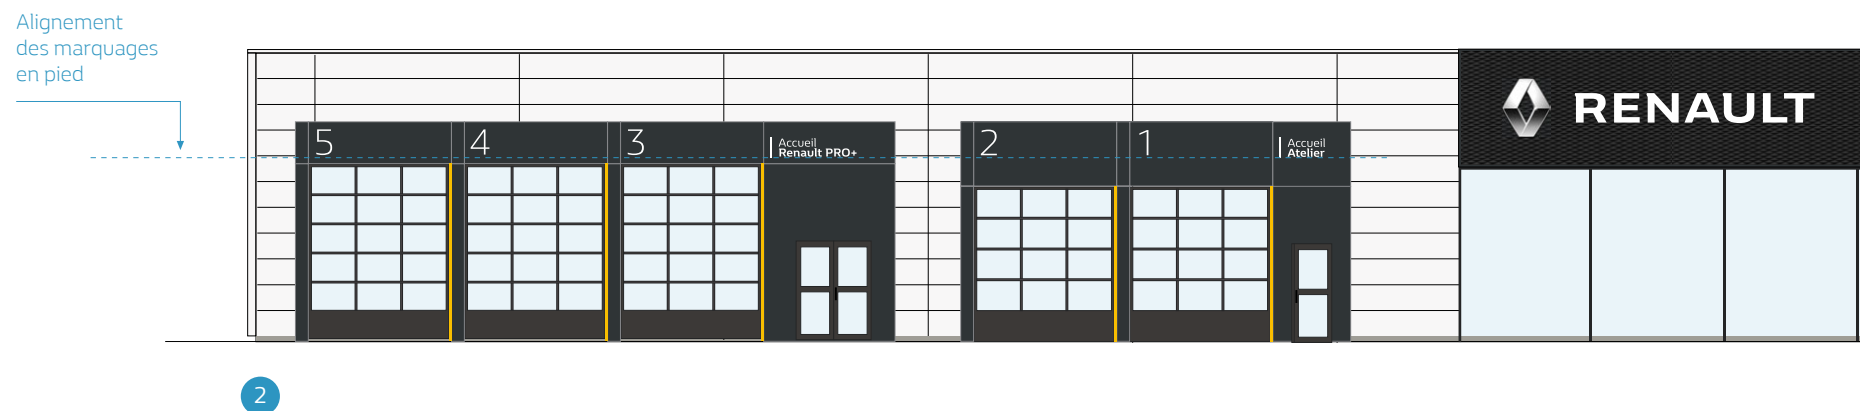 Alignement
des marquages
en pied
5
4
3
Accueil
Renault PRO+
2
1
Accueil
Atelier
RENAULT
2